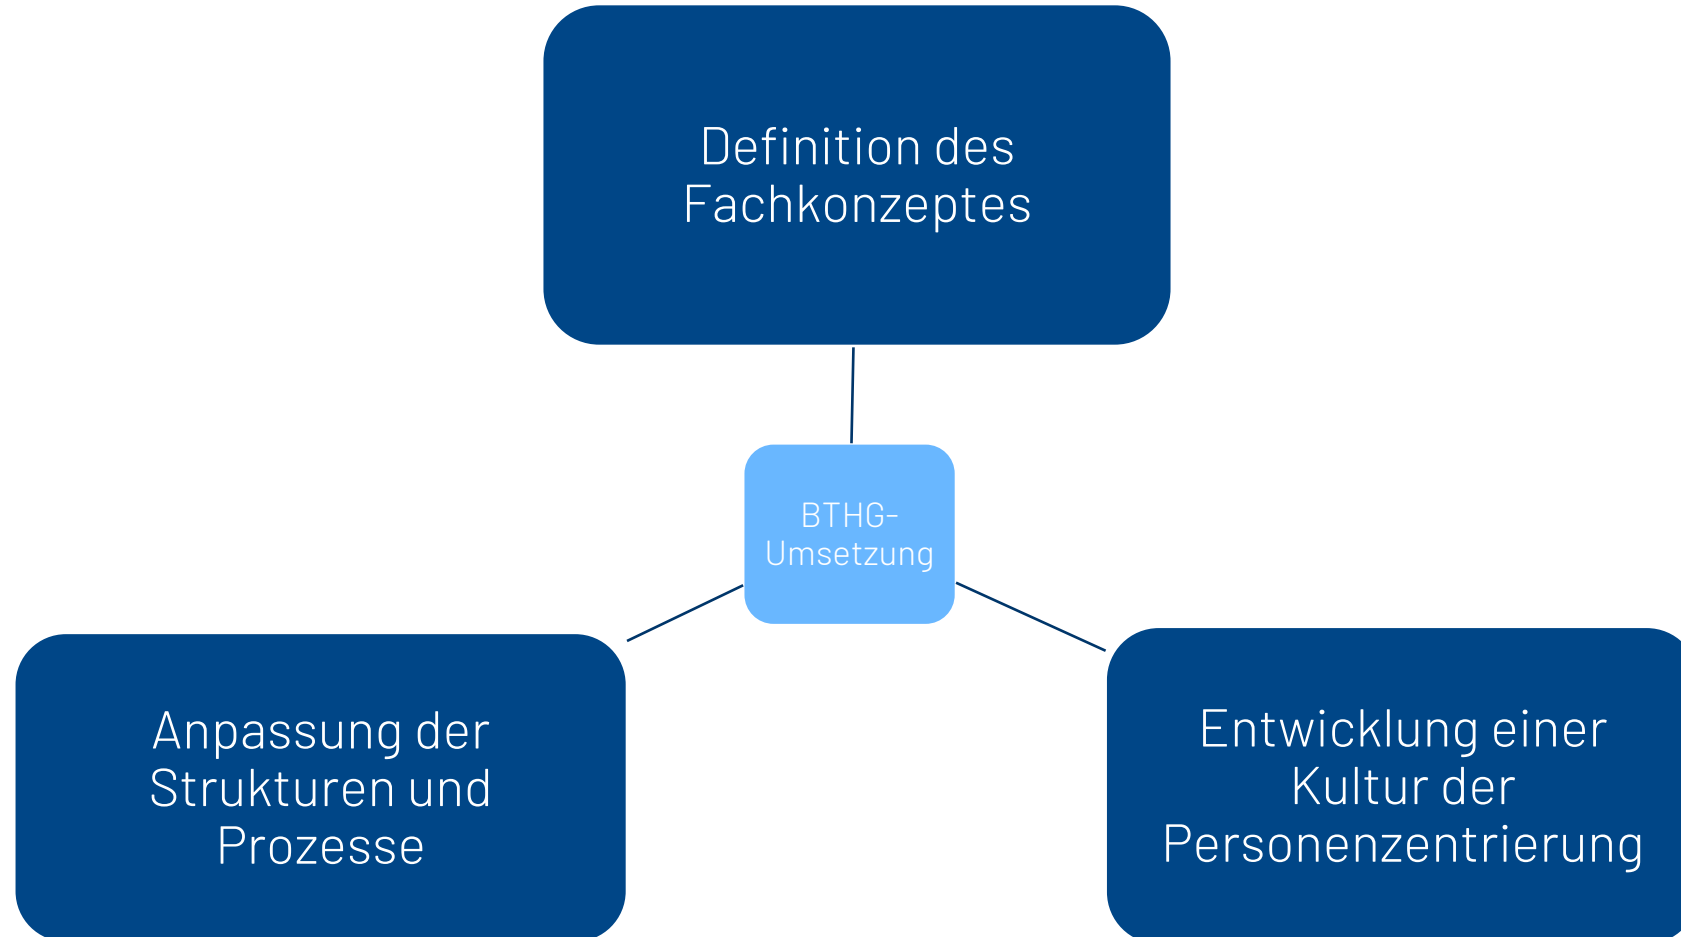 Definition des
Fachkonzeptes
BTHG-
Umsetzung
Anpassung der
Strukturen und
Prozesse
Entwicklung einer
Kultur der
Personenzentrierung